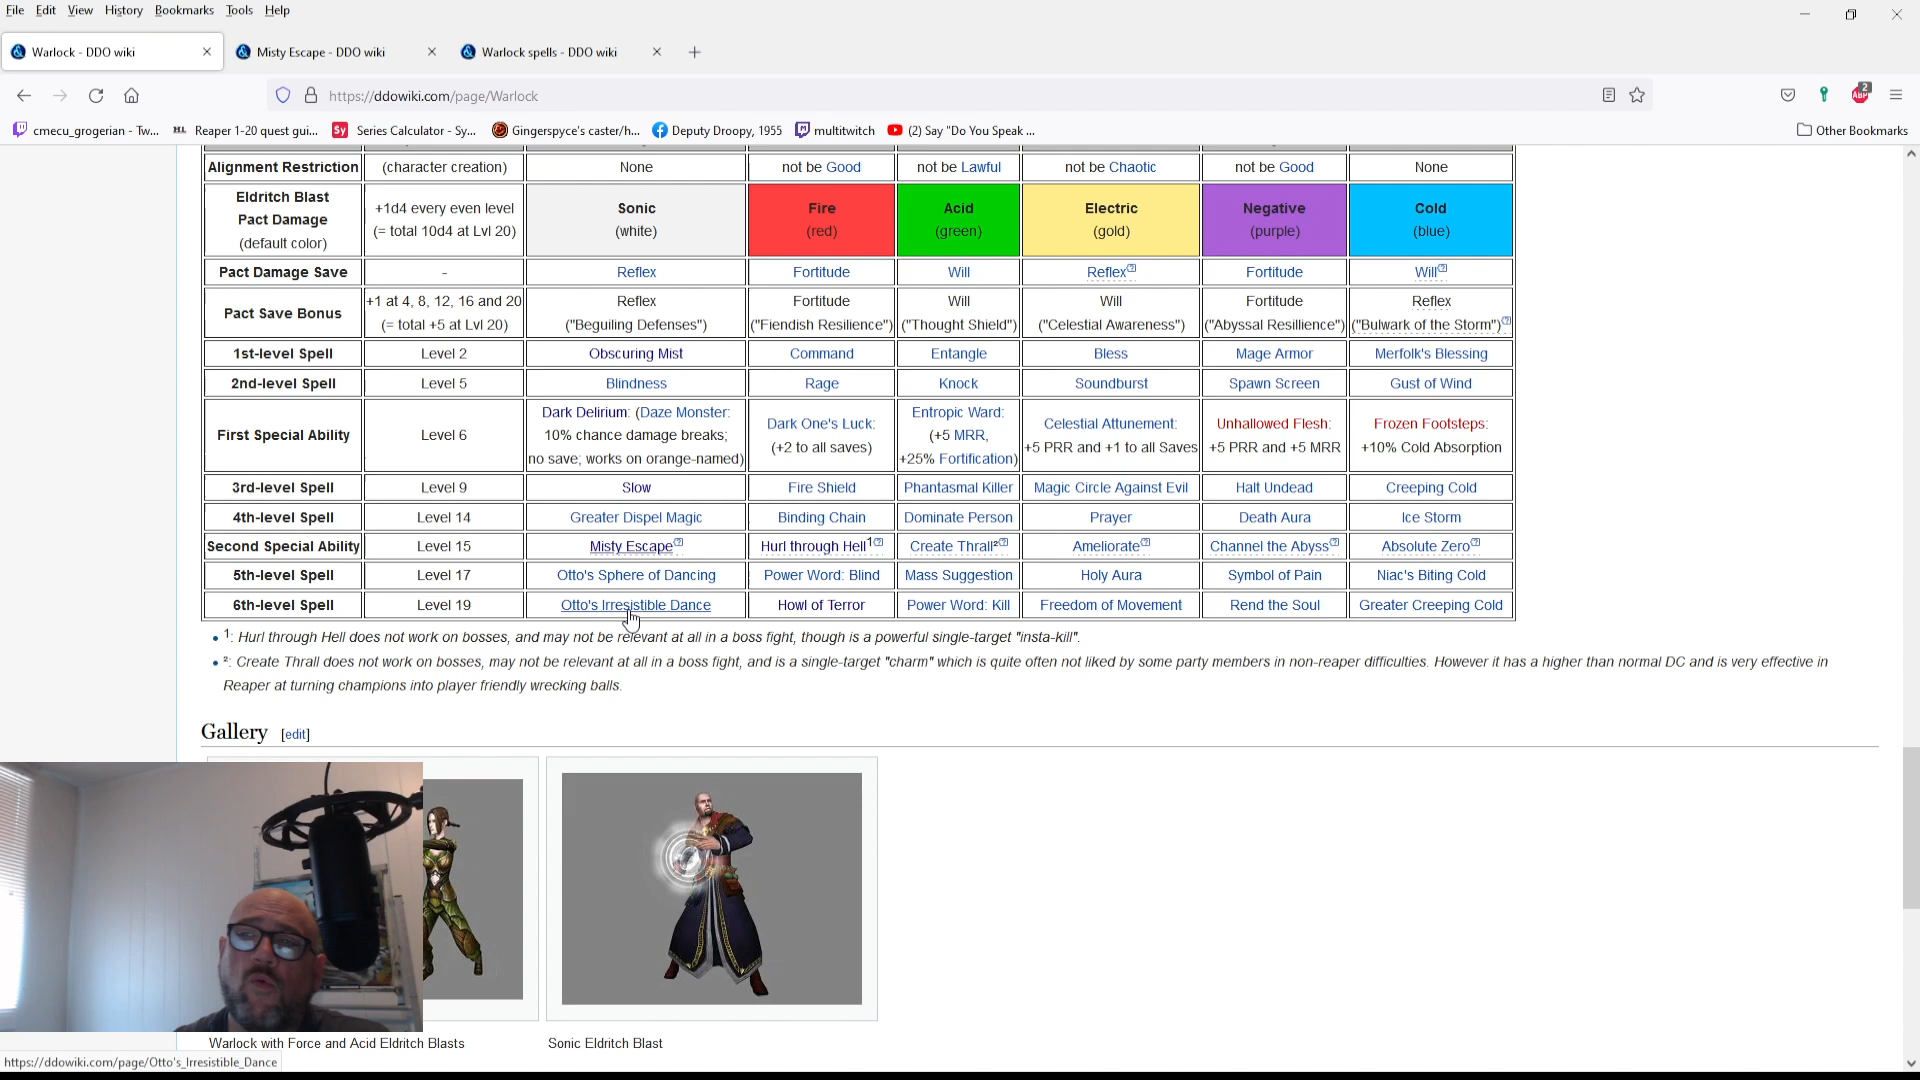 File Edit View History Bookmarks Tools Help
Warlock - DDO wiki
Misty Escape - DDO wiki
Warlock spells - DDO wiki
https://ddowiki.com/page/Warlock
2
ABP
cmecu_grogerian - Tw...
Reaper 1-20 quest gui...
Sy Series Calculator - Sy...
Gingerspyce's caster/h...
Deputy Droopy, 1955
multitwitch
(2) Say "Do You Speak ...
Other Bookmarks
Alignment Restriction (character creation) None not be Good not be Lawful not be Chaotic not be Good None
Eldritch Blast
Pact Damage
(default color)
+1d4 every even level
(= total 10d4 at Lvl 20)
Sonic
(white)
Fire
(red)
Acid
(green)
Electric
(gold)
Negative
(purple)
Cold
(blue)
Pact Damage Save - Reflex Fortitude Will Reflex[?] Fortitude Will[?]
Pact Save Bonus
+1 at 4, 8, 12, 16 and 20
(= total +5 at Lvl 20)
Reflex
("Beguiling Defenses")
Fortitude
("Fiendish Resilience")
Will
("Thought Shield")
Will
("Celestial Awareness")
Fortitude
("Abyssal Resillience")
Reflex
("Bulwark of the Storm")[?]
1st-level Spell Level 2 Obscuring Mist Command Entangle Bless Mage Armor Merfolk's Blessing
2nd-level Spell Level 5 Blindness Rage Knock Soundburst Spawn Screen Gust of Wind
First Special Ability
Level 6
Dark Delirium: (Daze Monster:
10% chance damage breaks;
no save; works on orange-named)
Dark One's Luck:
(+2 to all saves)
Entropic Ward:
(+5 MRR,
+25% Fortification)
Celestial Attunement:
+5 PRR and +1 to all Saves
Unhallowed Flesh:
+5 PRR and +5 MRR
Frozen Footsteps:
+10% Cold Absorption
3rd-level Spell Level 9 Slow Fire Shield Phantasmal Killer Magic Circle Against Evil Halt Undead Creeping Cold
4th-level Spell Level 14 Greater Dispel Magic Binding Chain Dominate Person Prayer Death Aura Ice Storm
Second Special Ability Level 15 Misty Escape[?] Hurl through Hell¹[?] Create Thrall²[?] Ameliorate[?] Channel the Abyss[?] Absolute Zero[?]
5th-level Spell Level 17 Otto's Sphere of Dancing Power Word: Blind Mass Suggestion Holy Aura Symbol of Pain Niac's Biting Cold
6th-level Spell Level 19 Otto's Irresistible Dance Howl of Terror Power Word: Kill Freedom of Movement Rend the Soul Greater Creeping Cold
• ¹: Hurl through Hell does not work on bosses, and may not be relevant at all in a boss fight, though is a powerful single-target "insta-kill".
• ²: Create Thrall does not work on bosses, may not be relevant at all in a boss fight, and is a single-target "charm" which is quite often not liked by some party members in non-reaper difficulties. However it has a higher than normal DC and is very effective in
Reaper at turning champions into player friendly wrecking balls.
Gallery [edit]
Warlock with Force and Acid Eldritch Blasts
Sonic Eldritch Blast
https://ddowiki.com/page/Otto's_Irresistible_Dance